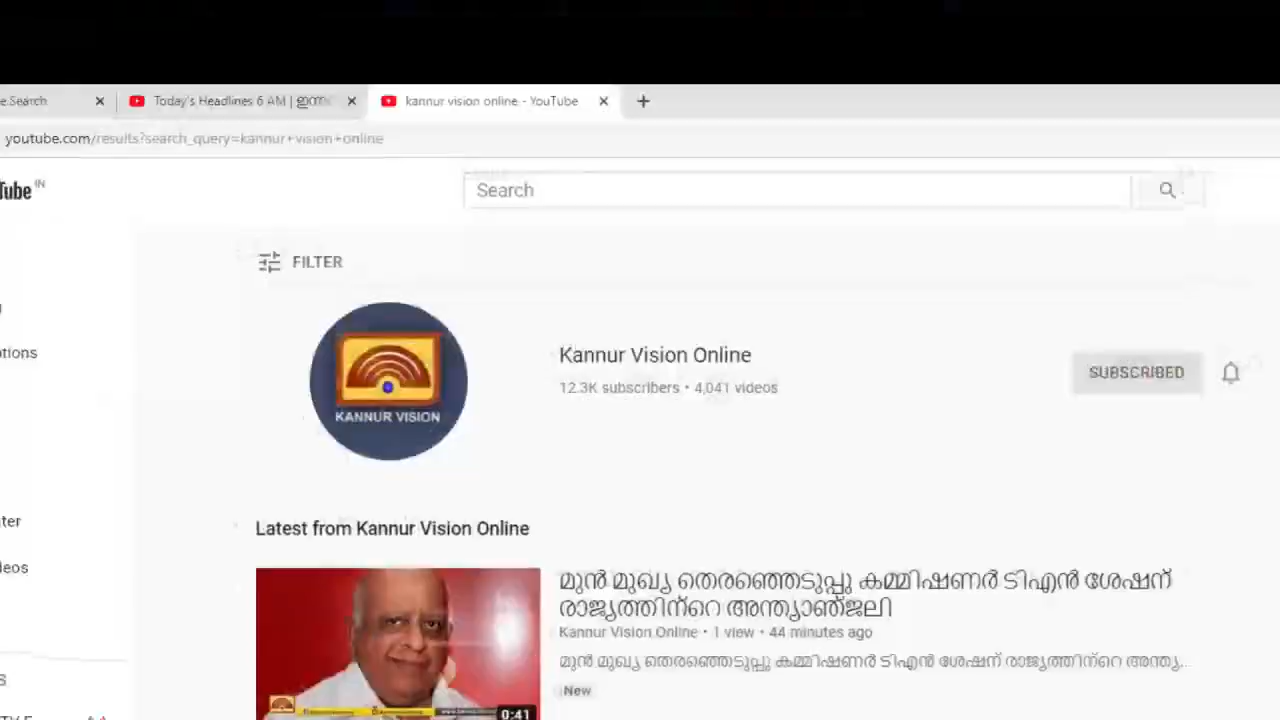 e Search
Today's Headlines 6 AM |
kannur vision online - YouTube
youtube.com/results?search_query=kannur+vision+online
Tube IN
Search
FILTER
ations
KANNUR VISION
Kannur Vision Online
12.3K subscribers • 4,041 videos
SUBSCRIBED
ter
Latest from Kannur Vision Online
deos
മുൻ മുഖ്യ തെരഞ്ഞെടുപ്പു കമ്മിഷണർ ടിഎൻ ശേഷന്
രാജ്യത്തിന്റെ അന്ത്യാഞ്ജലി
Kannur Vision Online • 1 view • 44 minutes ago
മുൻ മുഖ്യ തെരഞ്ഞെടുപ്പു കമ്മിഷണർ ടിഎൻ ശേഷന് രാജ്യത്തിന്റെ അന്ത്യ...
New
0:41